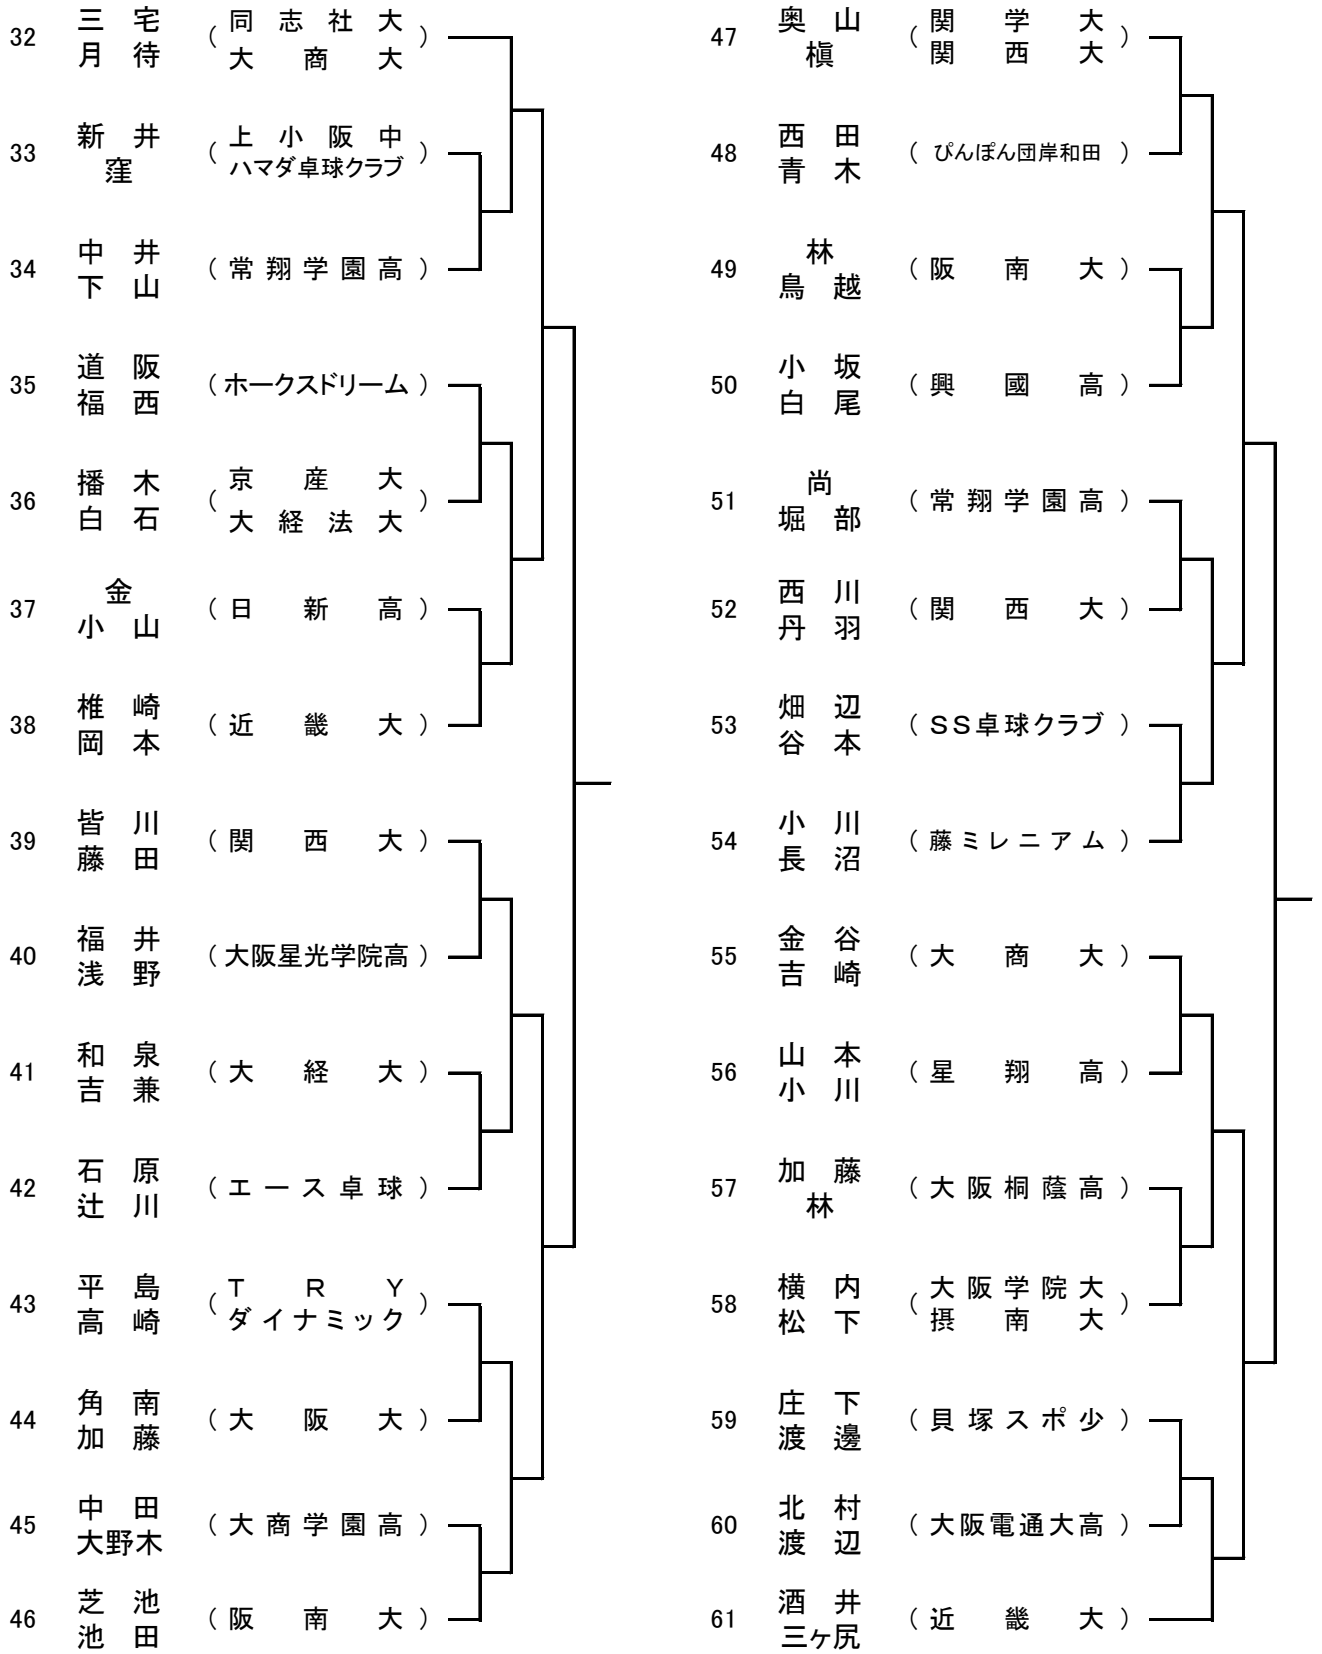 32 三宅 (同志社大)
月待 (大商大)
33 新井 (上小阪中)
窪 (ハマダ卓球クラブ)
34 中井 (常翔学園高)
下山
35 道阪 (ホークスドリーム)
福西
36 播木 (京産大)
白石 (大経法大)
37 金 (日新高)
小山
38 椎崎 (近畿大)
岡本
39 皆川 (関西大)
藤田
40 福井 (大阪星光学院高)
浅野
41 和泉 (大経大)
吉兼
42 石原 (エース卓球)
辻川
43 平島 (TRY)
高崎 (ダイナミック)
44 角南 (大阪大)
加藤
45 中田 (大商学園高)
大野木
46 芝池 (阪南大)
池田
47 奥山 (関学大)
槇 (関西大)
48 西田 (ぴんぽん団岸和田)
青木
49 林 (阪南大)
鳥越
50 小坂 (興國高)
白尾
51 尚 (常翔学園高)
堀部
52 西川 (関西大)
丹羽
53 畑辺 (SS卓球クラブ)
谷本
54 小川 (藤ミレニアム)
長沼
55 金谷 (大商大)
吉崎
56 山本 (星翔高)
小川
57 加藤 (大阪桐蔭高)
林
58 横内 (大阪学院大)
松下 (摂南大)
59 庄下 (貝塚スポ少)
渡邊
60 北村 (大阪電通大高)
渡辺
61 酒井 (近畿大)
三ヶ尻